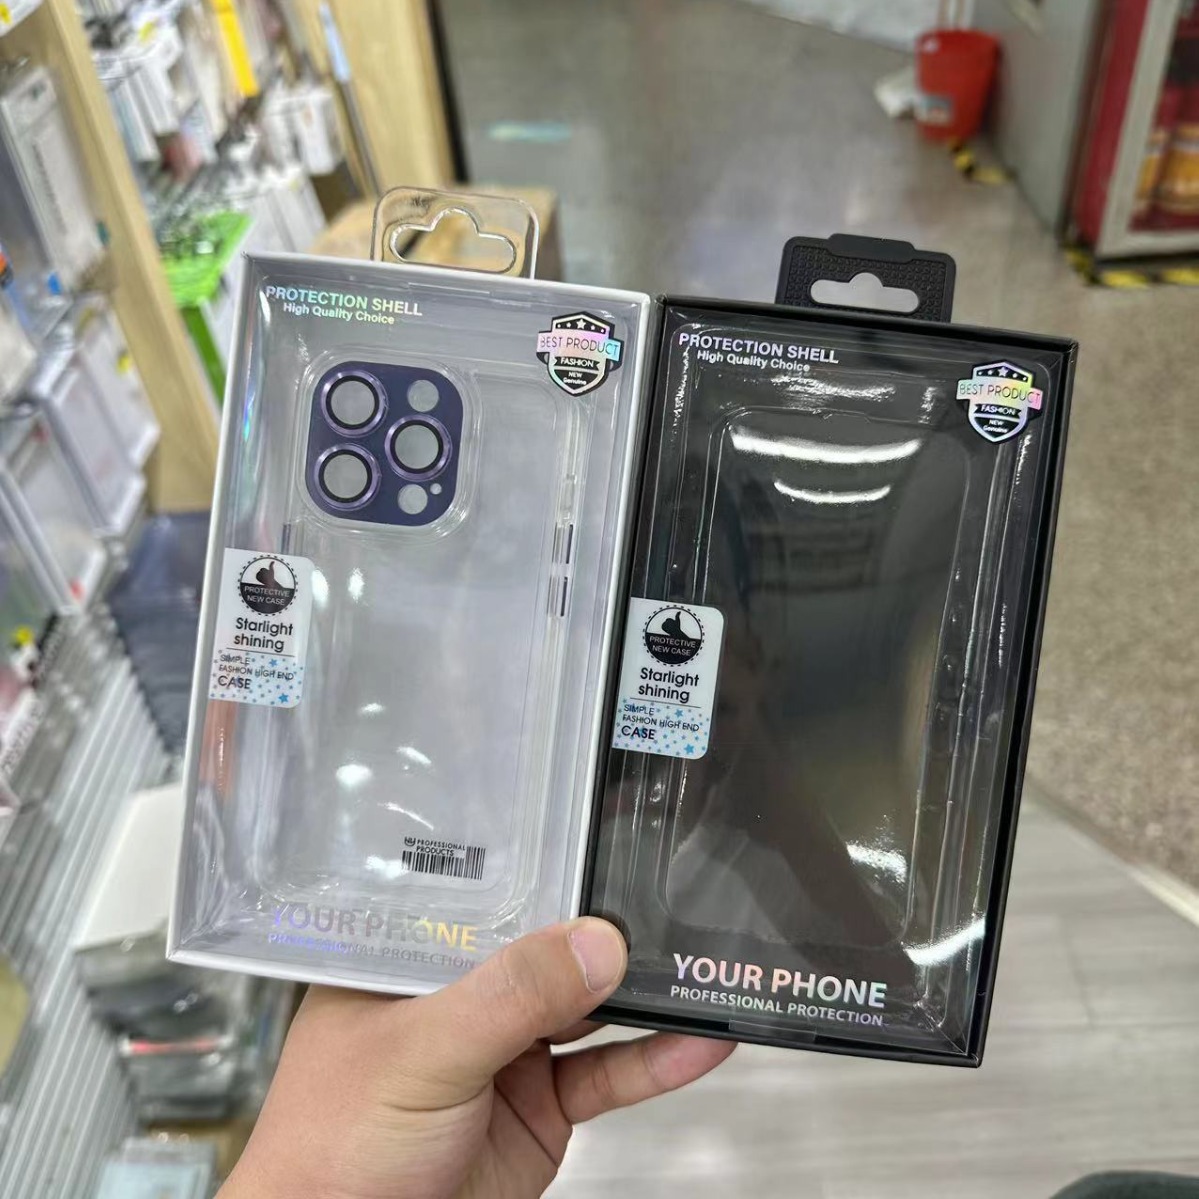 PROTECTION SHELL
High Quality Choice
BEST PRODUCT
FASHION
NEW
Genuine
PROTECTIVE
NEW CASE
Starlight
shining
SIMPLE
FASHION HIGH END
CASE
PROFESSIONAL
PRODUCTS
YOUR PHONE
PROFESSIONAL PROTECTION
PROTECTION SHELL
High Quality Choice
BEST PRODUCT
FASHION
NEW
Genuine
PROTECTIVE
NEW CASE
Starlight
shining
SIMPLE
FASHION HIGH END
CASE
YOUR PHONE
PROFESSIONAL PROTECTION